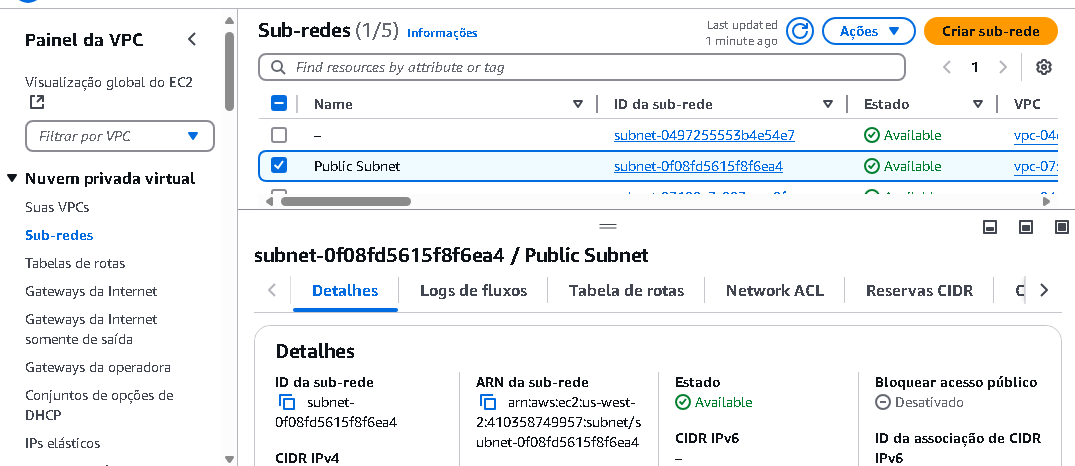 Painel da VPC
Visualização global do EC2
Filtrar por VPC
Nuvem privada virtual
Suas VPCs
Sub-redes
Tabelas de rotas
Gateways da Internet
Gateways da Internet
somente de saída
Gateways da operadora
Conjuntos de opções de
DHCP
IPs elásticos
Sub-redes (1/5) Informações
Last updated
1 minute ago
Ações
Criar sub-rede
Find resources by attribute or tag
1
Name ID da sub-rede Estado VPC
– subnet-0497255553b4e54e7 Available vpc-04
Public Subnet subnet-0f08fd5615f8f6ea4 Available vpc-07
subnet-0f08fd5615f8f6ea4 / Public Subnet
Detalhes Logs de fluxos Tabela de rotas Network ACL Reservas CIDR C
Detalhes
ID da sub-rede
subnet-
0f08fd5615f8f6ea4
CIDR IPv4
ARN da sub-rede
arn:aws:ec2:us-west-
2:410358749957:subnet/s
ubnet-0f08fd5615f8f6ea4
Estado
Available
CIDR IPv6
–
Bloquear acesso público
Desativado
ID da associação de CIDR
IPv6